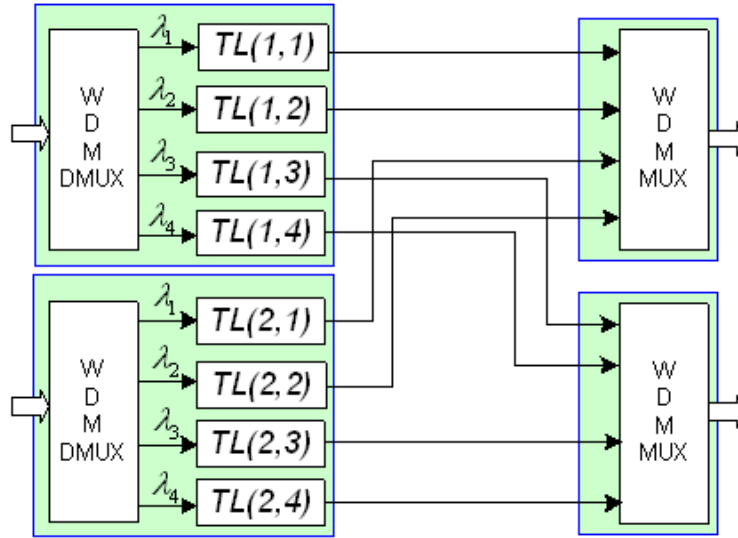 W
D
M
DMUX
λ1
TL(1,1)
λ2
TL(1,2)
λ3
TL(1,3)
λ4
TL(1,4)
W
D
M
MUX
W
D
M
DMUX
λ1
TL(2,1)
λ2
TL(2,2)
λ3
TL(2,3)
λ4
TL(2,4)
W
D
M
MUX